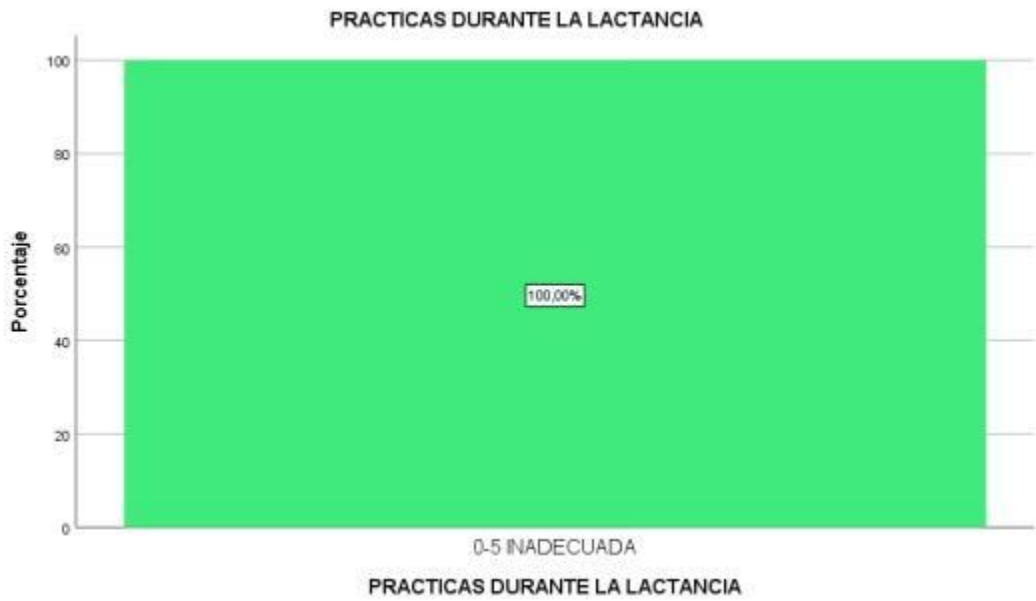 PRACTICAS DURANTE LA LACTANCIA
Porcentaje
100
80
60
40
20
0
100,00%
0-5 INADECUADA
PRACTICAS DURANTE LA LACTANCIA